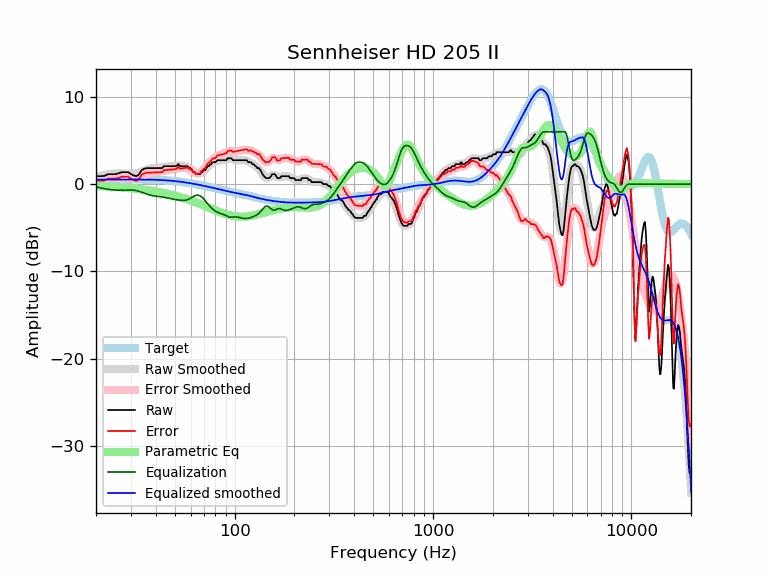 Sennheiser HD 205 II
Amplitude (dBr)
10
0
−10
−20
−30
Target
Raw Smoothed
Error Smoothed
Raw
Error
Parametric Eq
Equalization
Equalized smoothed
100
1000
10000
Frequency (Hz)